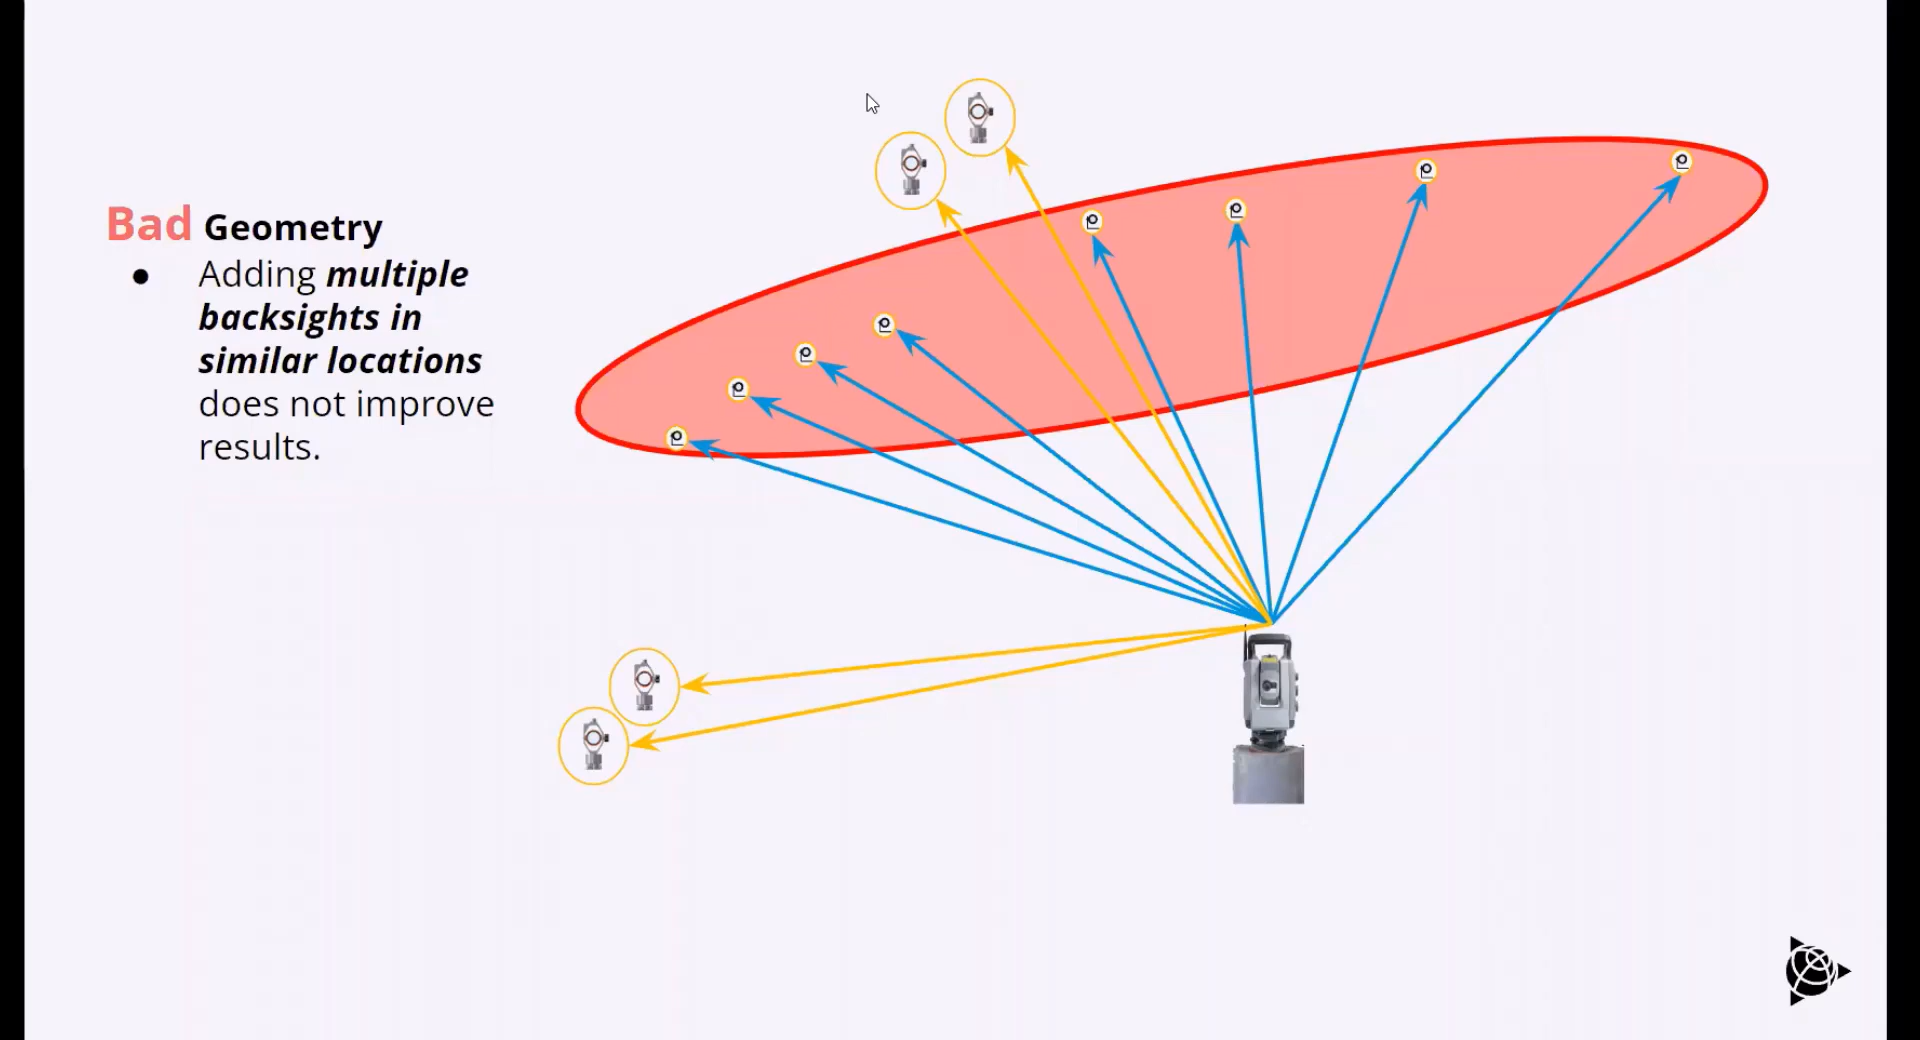 Bad Geometry
● Adding multiple
backsights in
similar locations
does not improve
results.